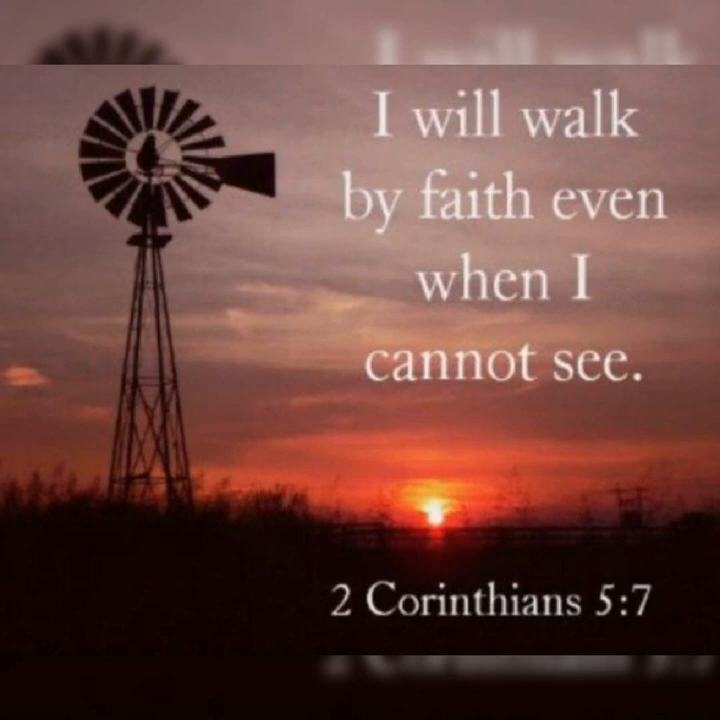 I will walk
by faith even
when I
cannot see.
2 Corinthians 5:7